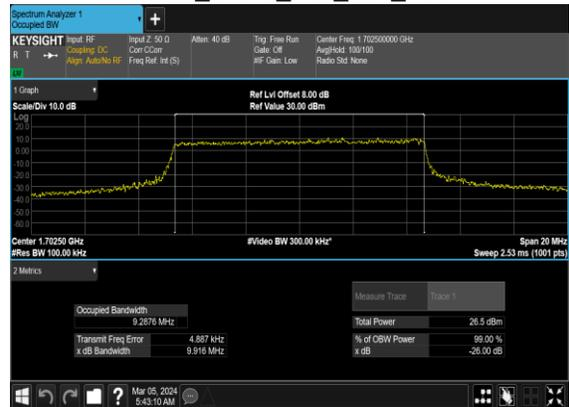 Spectrum Analyzer 1
Occupied BW
+
KEYSIGHT
R T
LVI
Input: RF
Coupling: DC
Align: Auto/No RF
Input Z: 50 Ω
Corr CCorr
Freq Ref: Int (S)
Atten: 40 dB
Trig: Free Run
Gate: Off
#IF Gain: Low
Center Freq: 1.702500000 GHz
Avg|Hold: 100/100
Radio Std: None
1 Graph
Scale/Div 10.0 dB
Ref Lvl Offset 8.00 dB
Ref Value 30.00 dBm
Log
20.0
10.0
0.00
-10.0
-20.0
-30.0
-40.0
-50.0
-60.0
Center 1.70250 GHz
#Res BW 100.00 kHz
#Video BW 300.00 kHz*
Span 20 MHz
Sweep 2.53 ms (1001 pts)
2 Metrics
Measure Trace
Trace 1
Occupied Bandwidth
9.2876 MHz
Total Power
26.5 dBm
Transmit Freq Error
4.887 kHz
% of OBW Power
99.00 %
x dB Bandwidth
9.916 MHz
x dB
-26.00 dB
?
Mar 05, 2024
5:43:10 AM